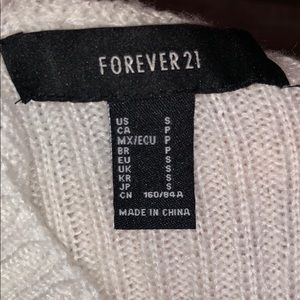 FOREVER 21
US S
CA P
MX/ECU P
BR P
EU S
UK S
KR S
JP S
CN 160/84A
MADE IN CHINA